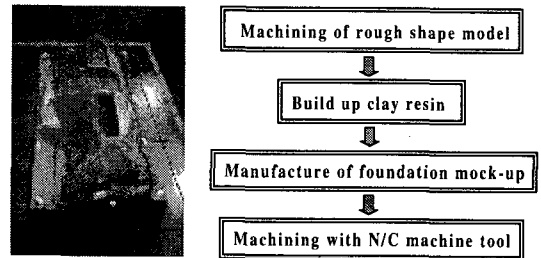 Machining of rough shape model
Build up clay resin
Manufacture of foundation mock-up
Machining with N/C machine tool